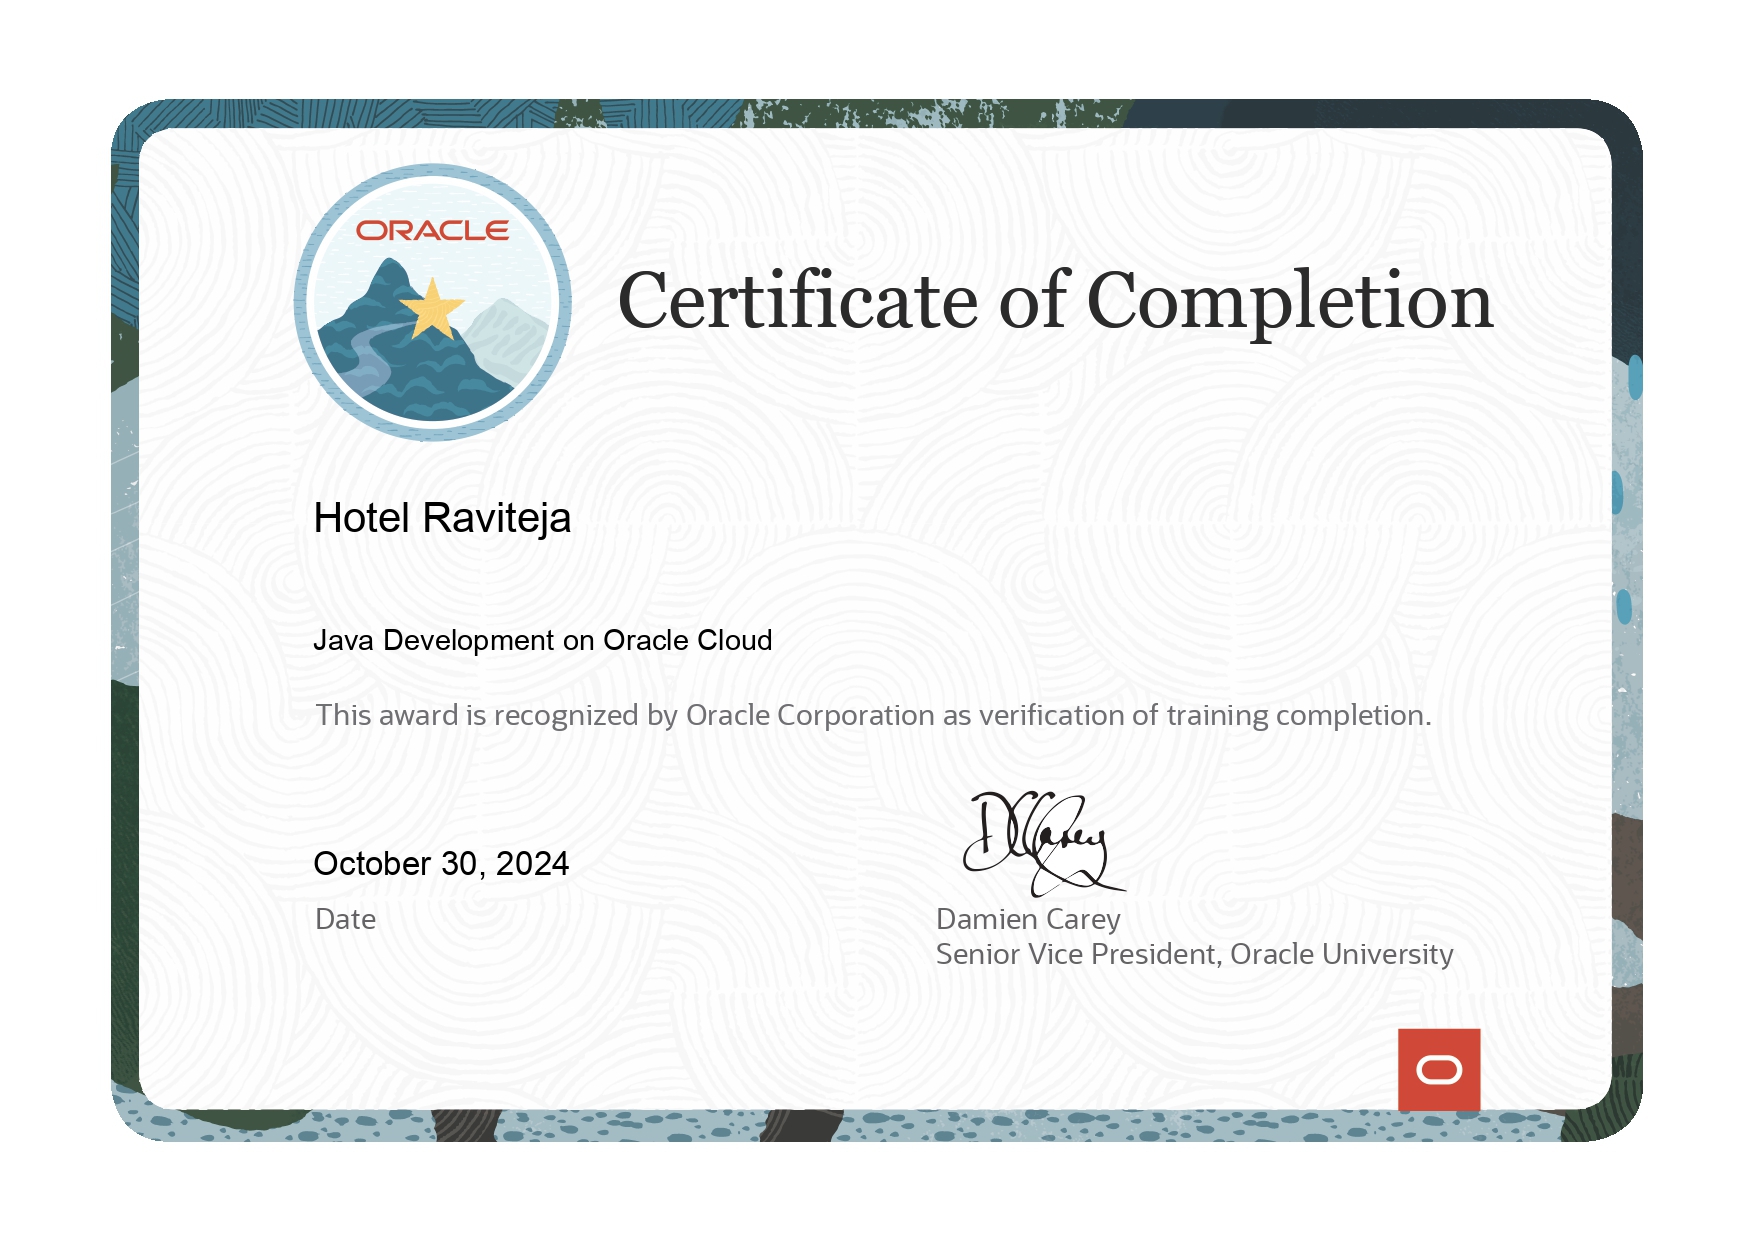 ORACLE
Certificate of Completion
Hotel Raviteja
Java Development on Oracle Cloud
This award is recognized by Oracle Corporation as verification of training completion.
October 30, 2024
Date
Damien Carey
Senior Vice President, Oracle University